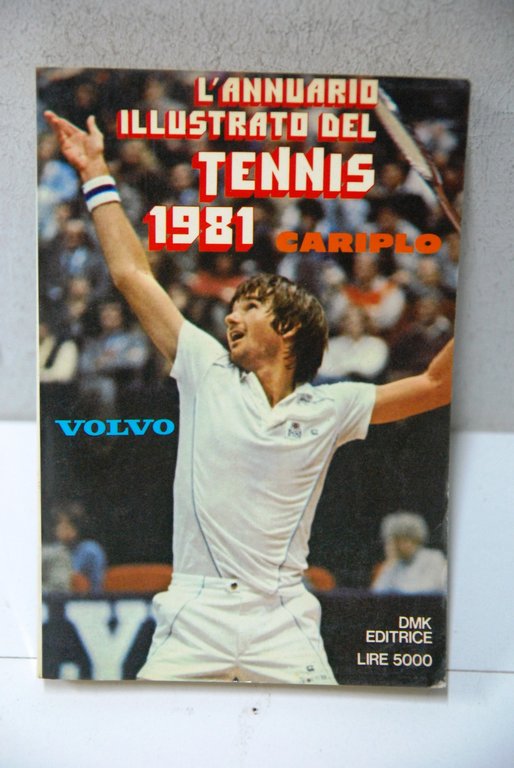 L'ANNUARIO
ILLUSTRATO DEL
TENNIS
1981
CARIPLO
VOLVO
DMK
EDITRICE
LIRE 5000